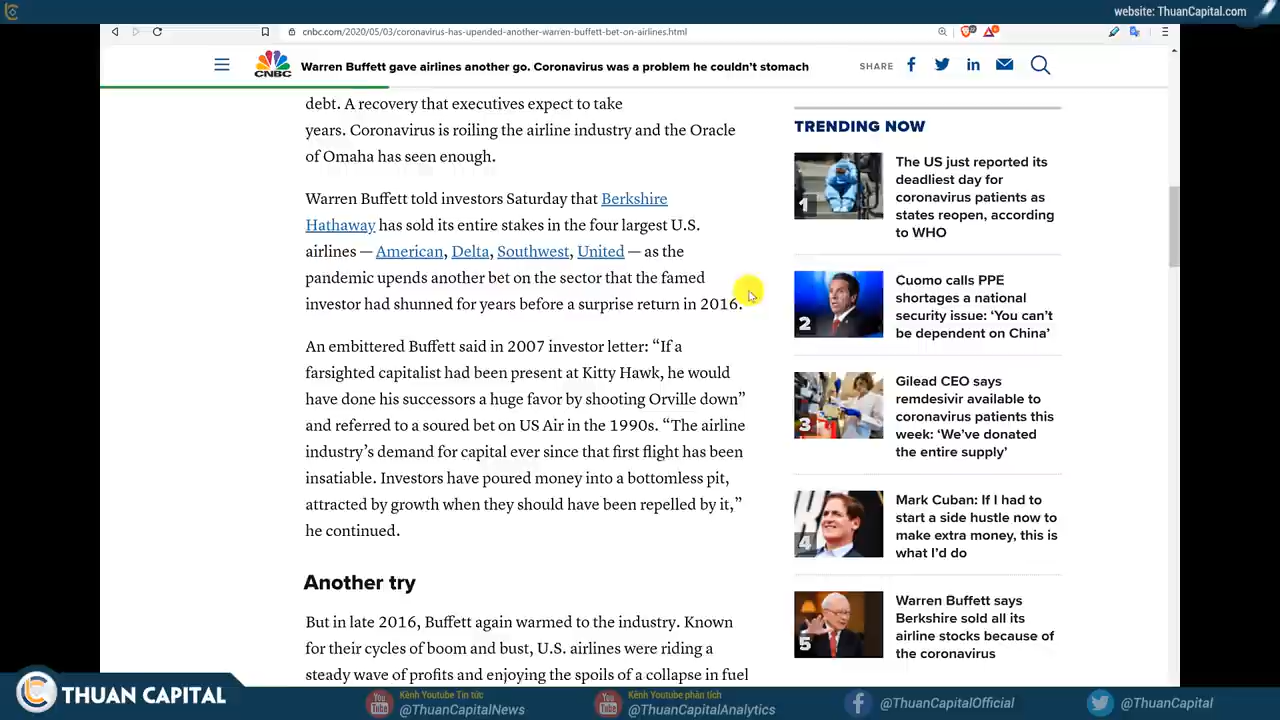 website: ThuanCapital.com
cnbc.com/2020/05/03/coronavirus-has-upended-another-warren-buffett-bet-on-airlines.html
CNBC
Warren Buffett gave airlines another go. Coronavirus was a problem he couldn't stomach
SHARE
debt. A recovery that executives expect to take
years. Coronavirus is roiling the airline industry and the Oracle
of Omaha has seen enough.
Warren Buffett told investors Saturday that Berkshire
Hathaway has sold its entire stakes in the four largest U.S.
airlines — American, Delta, Southwest, United — as the
pandemic upends another bet on the sector that the famed
investor had shunned for years before a surprise return in 2016.
An embittered Buffett said in 2007 investor letter: “If a
farsighted capitalist had been present at Kitty Hawk, he would
have done his successors a huge favor by shooting Orville down”
and referred to a soured bet on US Air in the 1990s. “The airline
industry’s demand for capital ever since that first flight has been
insatiable. Investors have poured money into a bottomless pit,
attracted by growth when they should have been repelled by it,”
he continued.
Another try
But in late 2016, Buffett again warmed to the industry. Known
for their cycles of boom and bust, U.S. airlines were riding a
steady wave of profits and enjoying the spoils of a collapse in fuel
TRENDING NOW
1
The US just reported its
deadliest day for
coronavirus patients as
states reopen, according
to WHO
2
Cuomo calls PPE
shortages a national
security issue: ‘You can’t
be dependent on China’
3
Gilead CEO says
remdesivir available to
coronavirus patients this
week: ‘We’ve donated
the entire supply’
4
Mark Cuban: If I had to
start a side hustle now to
make extra money, this is
what I’d do
5
Warren Buffett says
Berkshire sold all its
airline stocks because of
the coronavirus
THUAN CAPITAL
You Tube
Kênh Youtube Tin tức
@ThuanCapitalNews
You Tube
Kênh Youtube phân tích
@ThuanCapitalAnalytics
@ThuanCapitalOfficial
@ThuanCapital